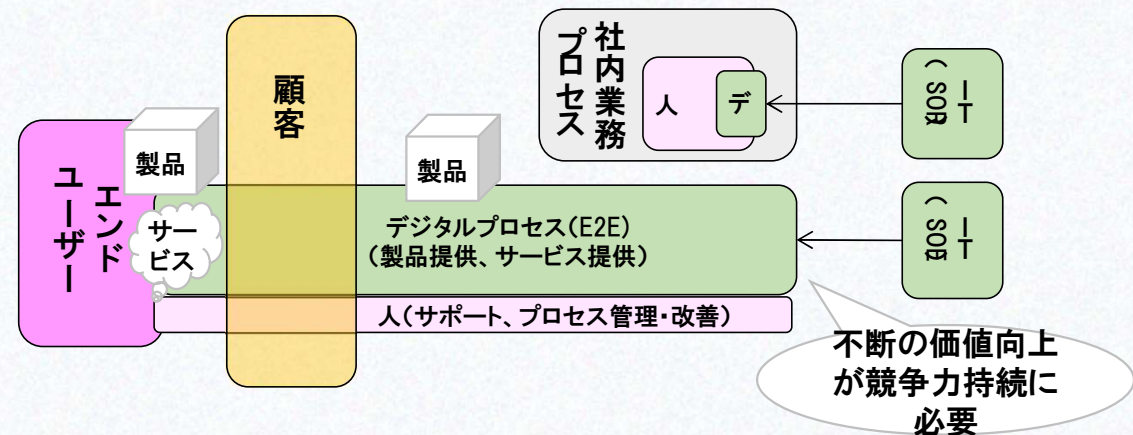 社内業務
プロセス
人
デ
IT
顧客
製品
製品
エンド
ユーザー
サー
ビス
デジタルプロセス(E2E)
(製品提供、サービス提供)
IT
人(サポート、プロセス管理・改善)
不断の価値向上
が競争力持続に
必要